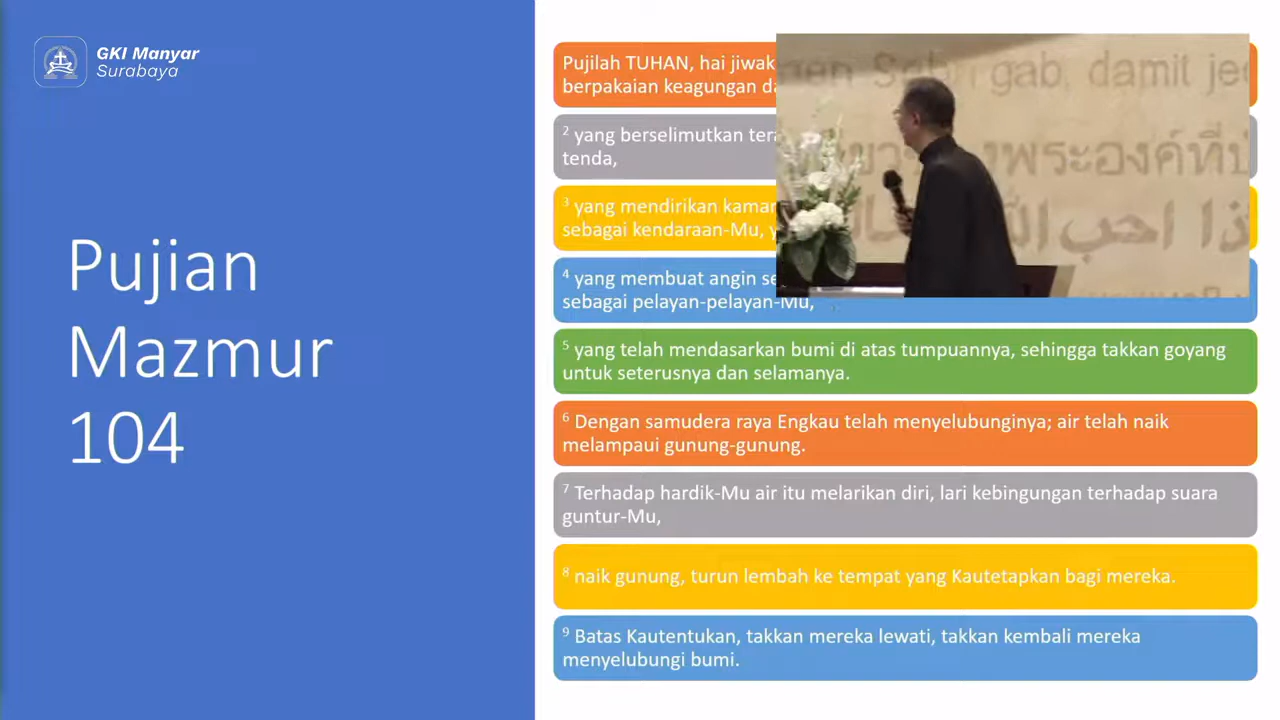 GKI Manyar
Surabaya
Pujian
Mazmur
104
Pujilah TUHAN, hai jiwak
berpakaian keagungan da
² yang berselimutkan tera
tenda,
³ yang mendirikan kamar
sebagai kendaraan-Mu, y
⁴ yang membuat angin se
sebagai pelayan-pelayan-Mu,
⁵ yang telah mendasarkan bumi di atas tumpuannya, sehingga takkan goyang
untuk seterusnya dan selamanya.
⁶ Dengan samudera raya Engkau telah menyelubunginya; air telah naik
melampaui gunung-gunung.
⁷ Terhadap hardik-Mu air itu melarikan diri, lari kebingungan terhadap suara
guntur-Mu,
⁸ naik gunung, turun lembah ke tempat yang Kautetapkan bagi mereka.
⁹ Batas Kautentukan, takkan mereka lewati, takkan kembali mereka
menyelubungi bumi.
gab, damit
พระองค์ที่
احب